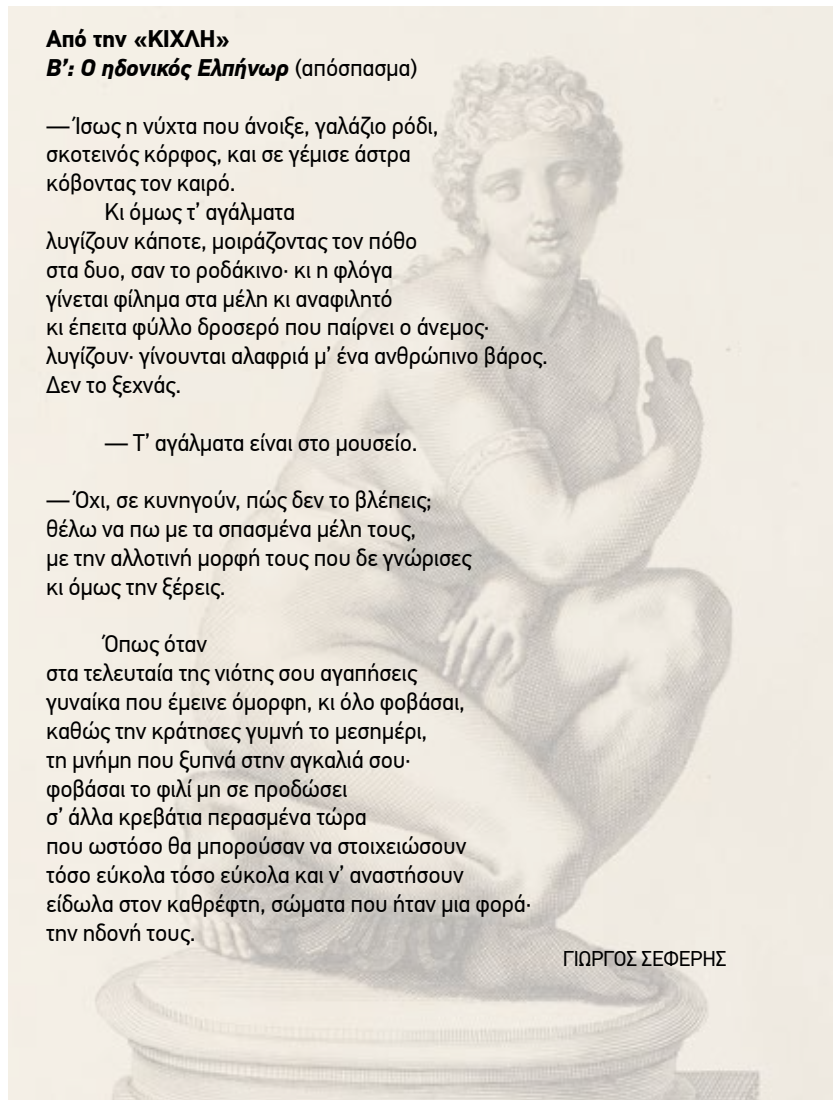 Από την «ΚΙΧΛΗ»
Β’: Ο ηδονικός Ελπήνωρ (απόσπασμα)
— Ίσως η νύχτα που άνοιξε, γαλάζιο ρόδι,
σκοτεινός κόρφος, και σε γέμισε άστρα
κόβοντας τον καιρό.
Κι όμως τ’ αγάλματα
λυγίζουν κάποτε, μοιράζοντας τον πόθο
στα δυο, σαν το ροδάκινο· κι η φλόγα
γίνεται φίλημα στα μέλη κι αναφιλητό
κι έπειτα φύλλο δροσερό που παίρνει ο άνεμος·
λυγίζουν· γίνουνται αλαφριά μ’ ένα ανθρώπινο βάρος.
Δεν το ξεχνάς.
— Τ’ αγάλματα είναι στο μουσείο.
— Όχι, σε κυνηγούν, πώς δεν το βλέπεις;
θέλω να πω με τα σπασμένα μέλη τους,
με την αλλοτινή μορφή τους που δε γνώρισες
κι όμως την ξέρεις.
Όπως όταν
στα τελευταία της νιότης σου αγαπήσεις
γυναίκα που έμεινε όμορφη, κι όλο φοβάσαι,
καθώς την κράτησες γυμνή το μεσημέρι,
τη μνήμη που ξυπνά στην αγκαλιά σου·
φοβάσαι το φιλί μη σε προδώσει
σ’ άλλα κρεβάτια περασμένα τώρα
που ωστόσο θα μπορούσαν να στοιχειώσουν
τόσο εύκολα τόσο εύκολα και ν’ αναστήσουν
είδωλα στον καθρέφτη, σώματα που ήταν μια φορά·
την ηδονή τους.
ΓΙΩΡΓΟΣ ΣΕΦΕΡΗΣ